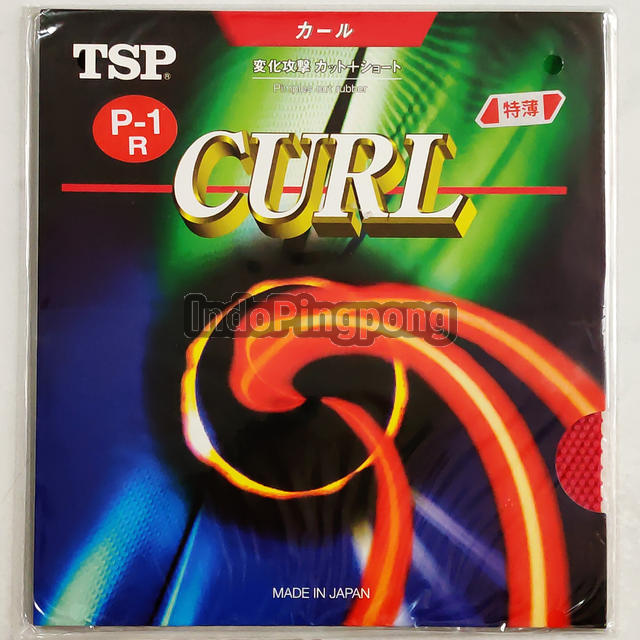 カール
TSP®
変化攻撃 カット+ショート
Pimples out rubber
P-1
R
特薄
CURL
IndoPingpong
MADE IN JAPAN